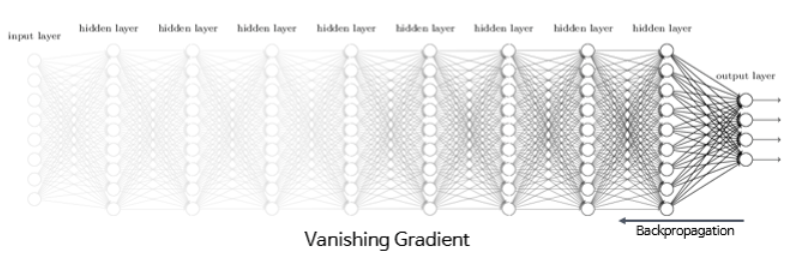 input layer
hidden layer
hidden layer
hidden layer
hidden layer
hidden layer
hidden layer
hidden layer
hidden layer
output layer
Backpropagation
Vanishing Gradient